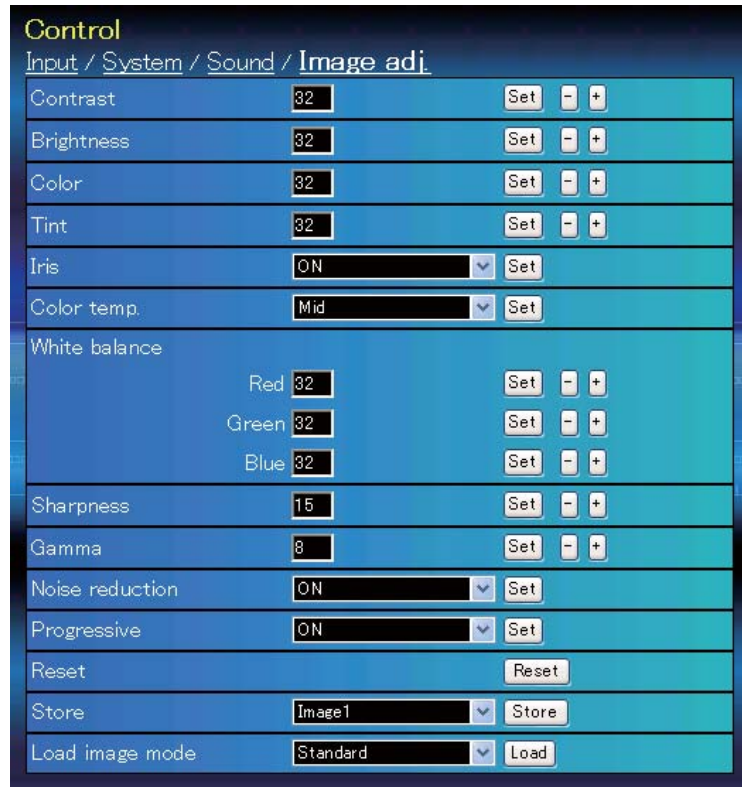 Control
Input / System / Sound / Image adj.
Contrast 32 Set - +
Brightness 32 Set - +
Color 32 Set - +
Tint 32 Set - +
Iris ON Set
Color temp. Mid Set
White balance
Red 32 Set - +
Green 32 Set - +
Blue 32 Set - +
Sharpness 15 Set - +
Gamma 8 Set - +
Noise reduction ON Set
Progressive ON Set
Reset Reset
Store Image1 Store
Load image mode Standard Load